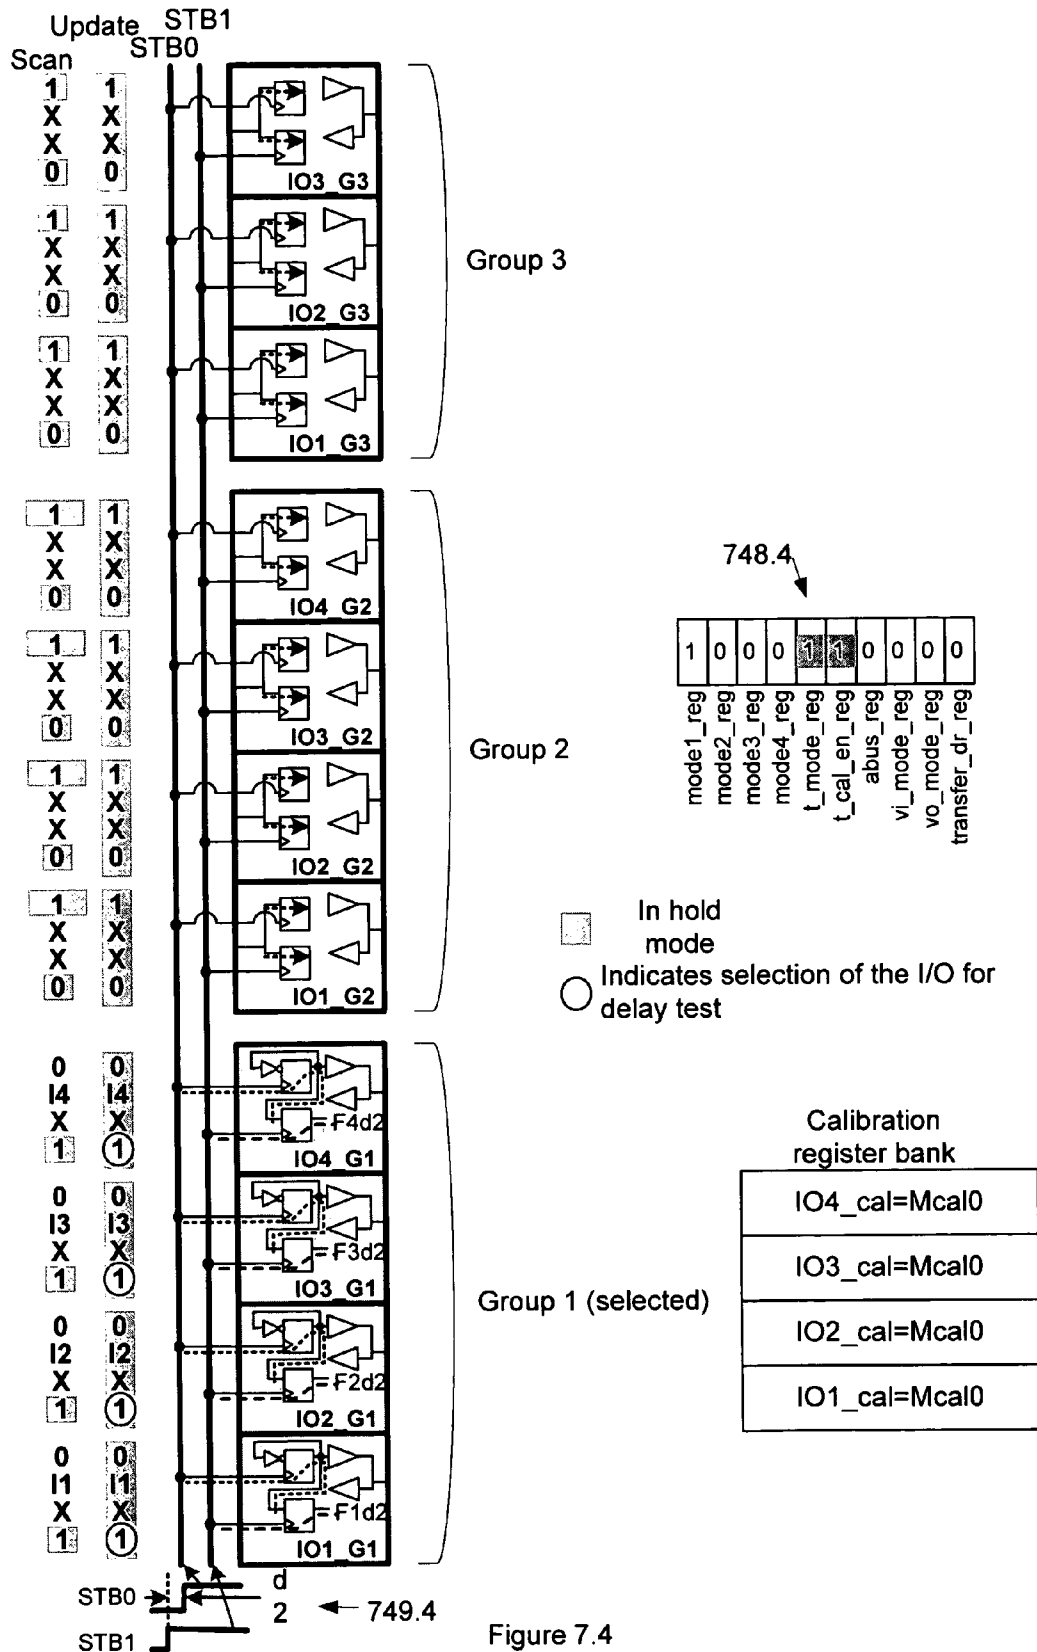 Update STB1
STB0
Scan
1 1
X X
X X
0 0
IO3_G3
1 1
X X
X X
0 0
IO2_G3
1 1
X X
X X
0 0
IO1_G3
Group 3
1 1
X X
X X
0 0
IO4_G2
1 1
X X
X X
0 0
IO3_G2
1 1
X X
X X
0 0
IO2_G2
1 1
X X
X X
0 0
IO1_G2
Group 2
748.4
1 0 0 0 1 1 0 0 0 0
mode1_reg
mode2_reg
mode3_reg
mode4_reg
t_mode_reg
t_cal_en_reg
abus_reg
vi_mode_reg
vo_mode_reg
transfer_dr_reg
In hold
mode
Indicates selection of the I/O for
delay test
0 0
I4 I4
X X
1 1
F4d2
IO4_G1
0 0
I3 I3
X X
1 1
F3d2
IO3_G1
0 0
I2 I2
X X
1 1
F2d2
IO2_G1
0 0
I1 I1
X X
1 1
F1d2
IO1_G1
Group 1 (selected)
Calibration
register bank
IO4_cal=Mcal0
IO3_cal=Mcal0
IO2_cal=Mcal0
IO1_cal=Mcal0
d
STB0 2 749.4
STB1
Figure 7.4